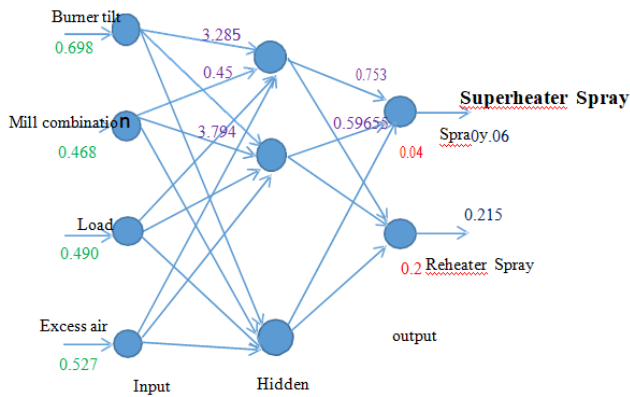 Burner tilt
0.698
3.285
0.45
Mill combination
0.468
3.794
Load
0.490
Excess air
0.527
Input
Hidden
output
0.753
0.59655
Superheater Spray
Spra0y.06
0.04
0.215
0.2 Reheater Spray